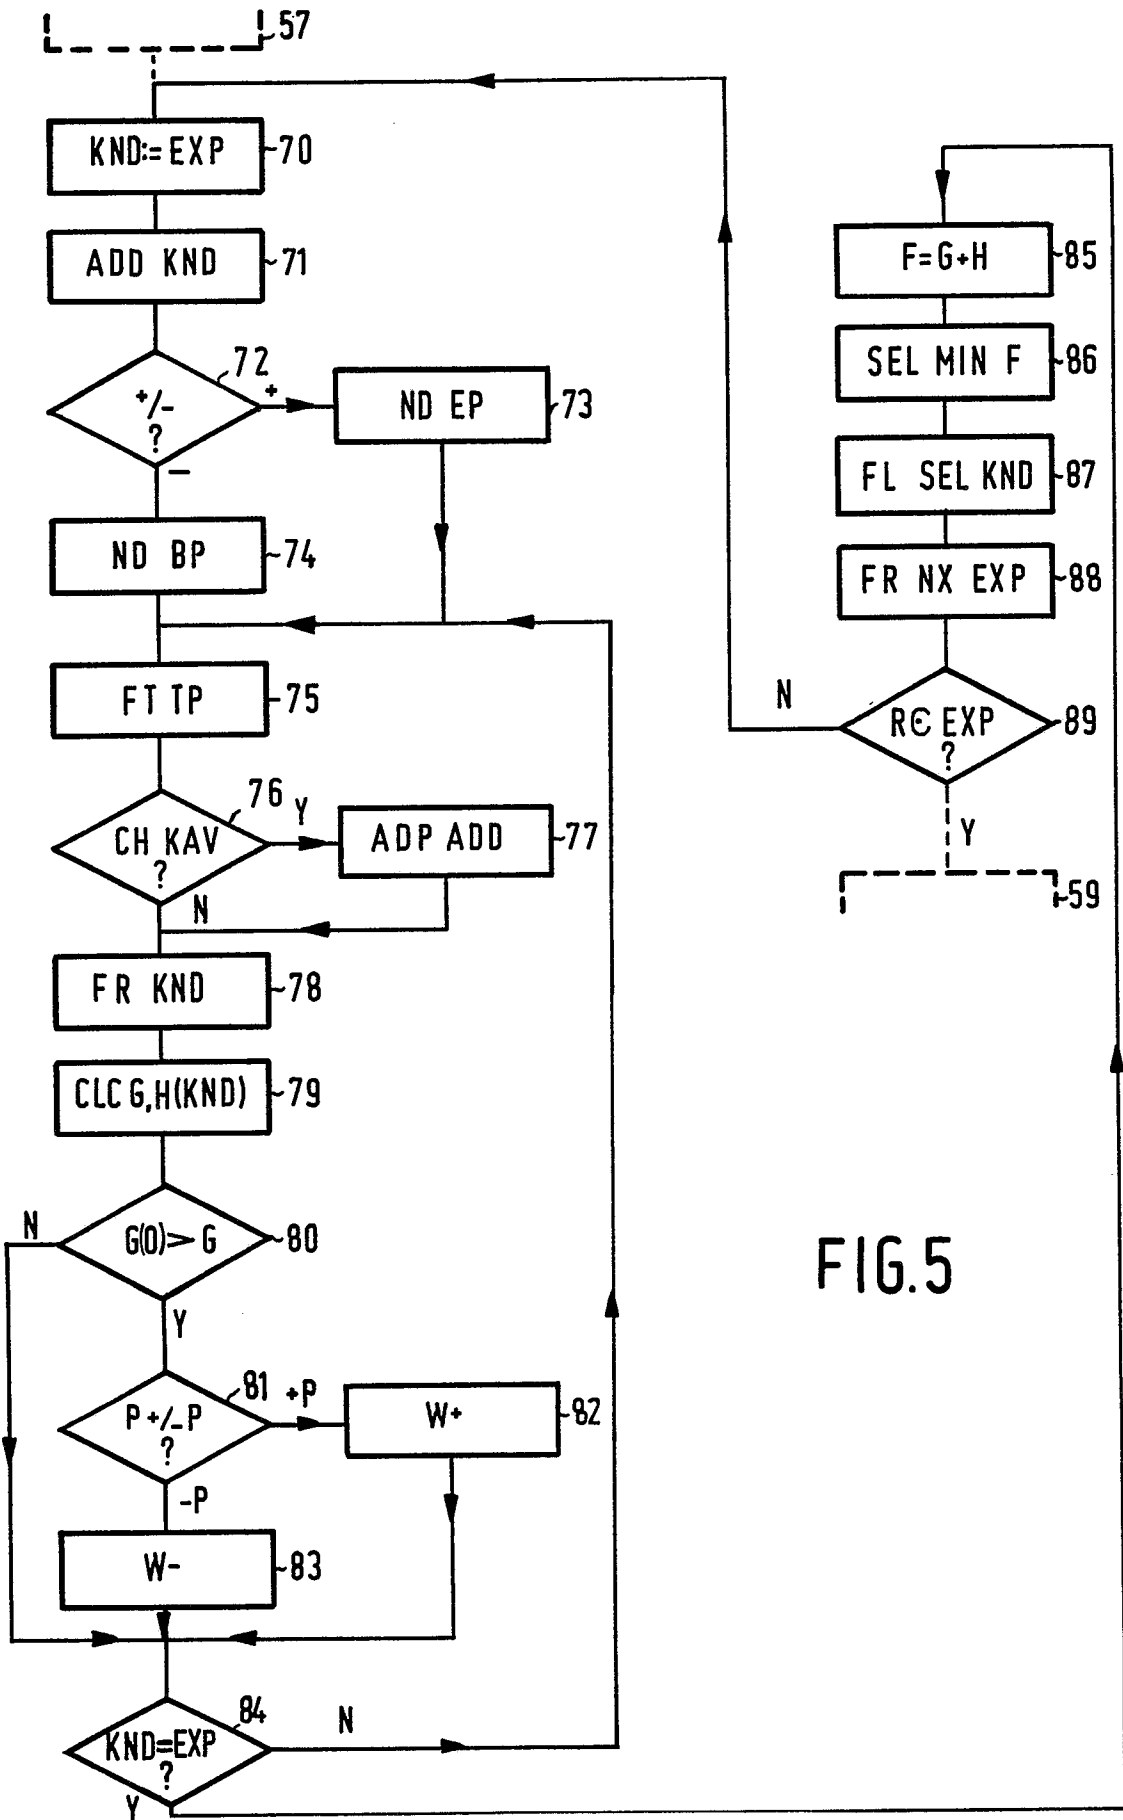 57
KND:=EXP 70
ADD KND 71
72
+/-
?
+
-
ND EP 73
ND BP 74
FT TP 75
76
CH KAV
?
Y
N
ADP ADD 77
FR KND 78
CLC G,H(KND) 79
G(0)> G 80
N
Y
81
P +/-P
?
+P
-P
W+ 82
W- 83
84
KND=EXP
?
N
Y
F=G+H 85
SEL MIN F 86
FL SEL KND 87
FR NX EXP 88
R∈ EXP
?
89
N
Y
59
FIG.5